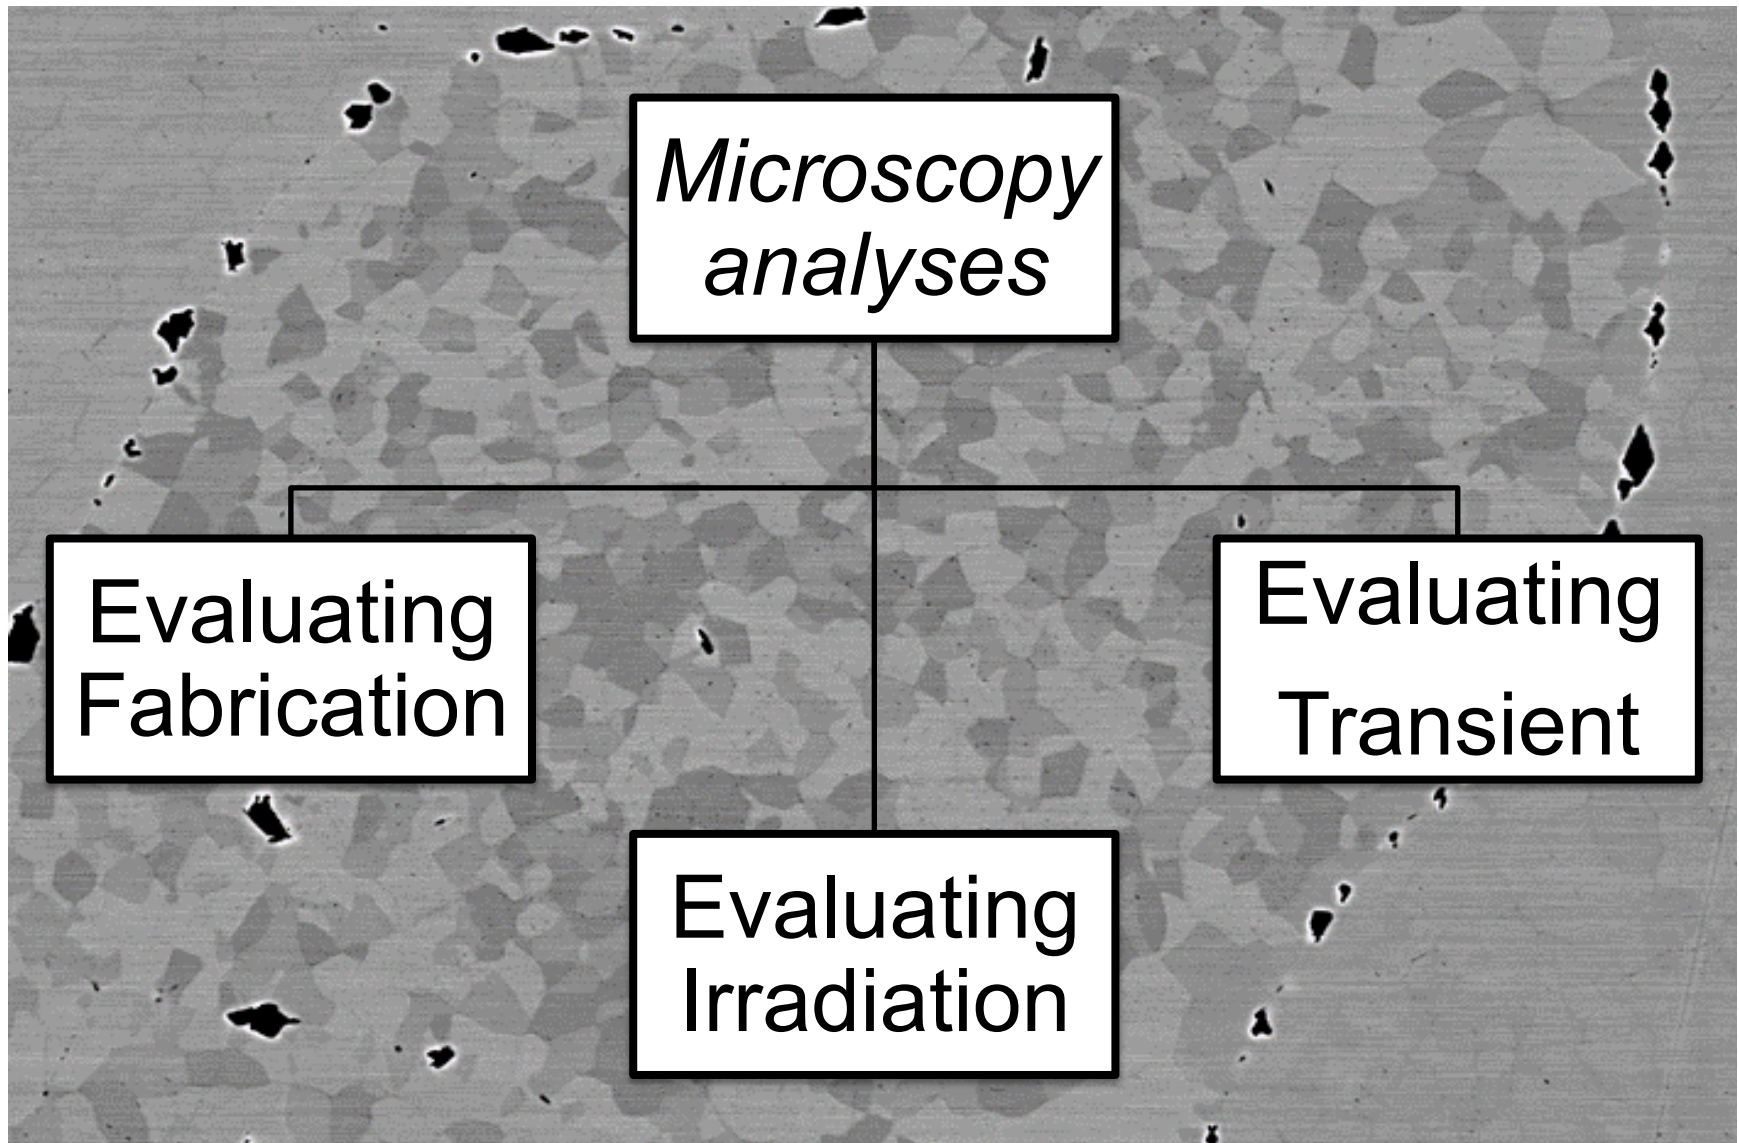 Microscopy
analyses
Evaluating
Fabrication
Evaluating
Transient
Evaluating
Irradiation